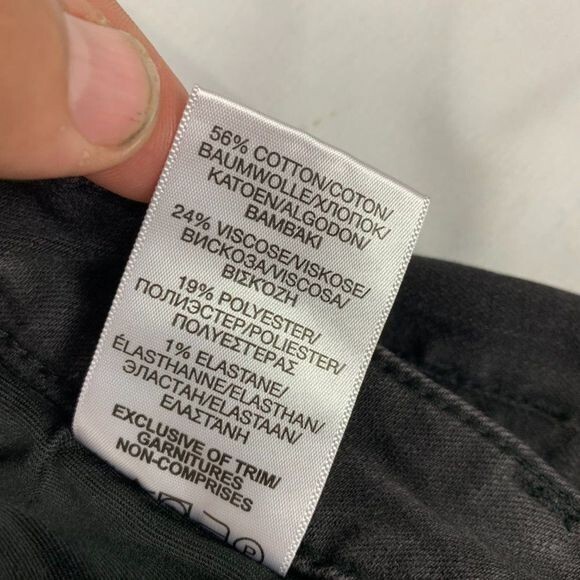 56% COTTON/COTON/
BAUMWOLLE/ХЛОПОК/
KATOEN/ALGODON/
BAMBAKI
24% VISCOSE/VISKOSE/
ВИСКОЗА/VISCOSA/
ΒΙΣΚΟΖΗ
19% POLYESTER/
ПОЛИЭСТЕР/POLIESTER/
ΠΟΛΥΕΣΤΕΡΑΣ
1% ELASTANE/
ÉLASTHANNE/ELASTHAN/
ЭЛАСТАН/ELASTAAN/
ΕΛΑΣΤΑΝΗ
EXCLUSIVE OF TRIM/
GARNITURES
NON-COMPRISES
P